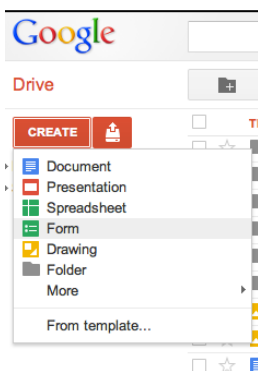 Google
Drive
CREATE
Document
Presentation
Spreadsheet
Form
Drawing
Folder
More
From template...